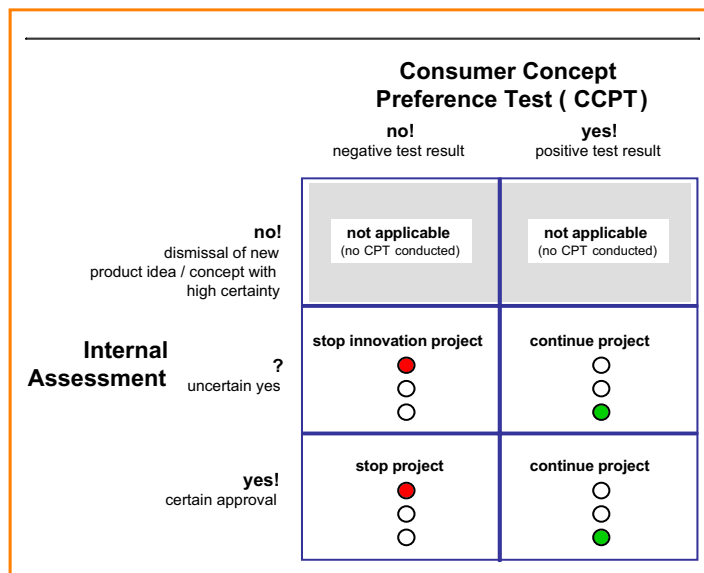 Consumer Concept
Preference Test ( CCPT)
no!
negative test result
yes!
positive test result
no!
dismissal of new
product idea / concept with
high certainty
not applicable
(no CPT conducted)
not applicable
(no CPT conducted)
Internal
Assessment
?
uncertain yes
stop innovation project
continue project
yes!
certain approval
stop project
continue project